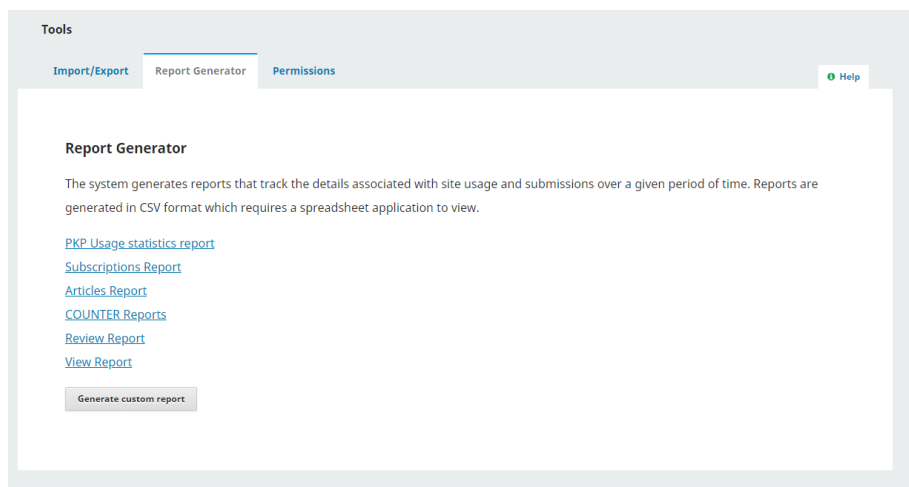 Tools
Import/Export
Report Generator
Permissions
Help
Report Generator
The system generates reports that track the details associated with site usage and submissions over a given period of time. Reports are
generated in CSV format which requires a spreadsheet application to view.
PKP Usage statistics report
Subscriptions Report
Articles Report
COUNTER Reports
Review Report
View Report
Generate custom report